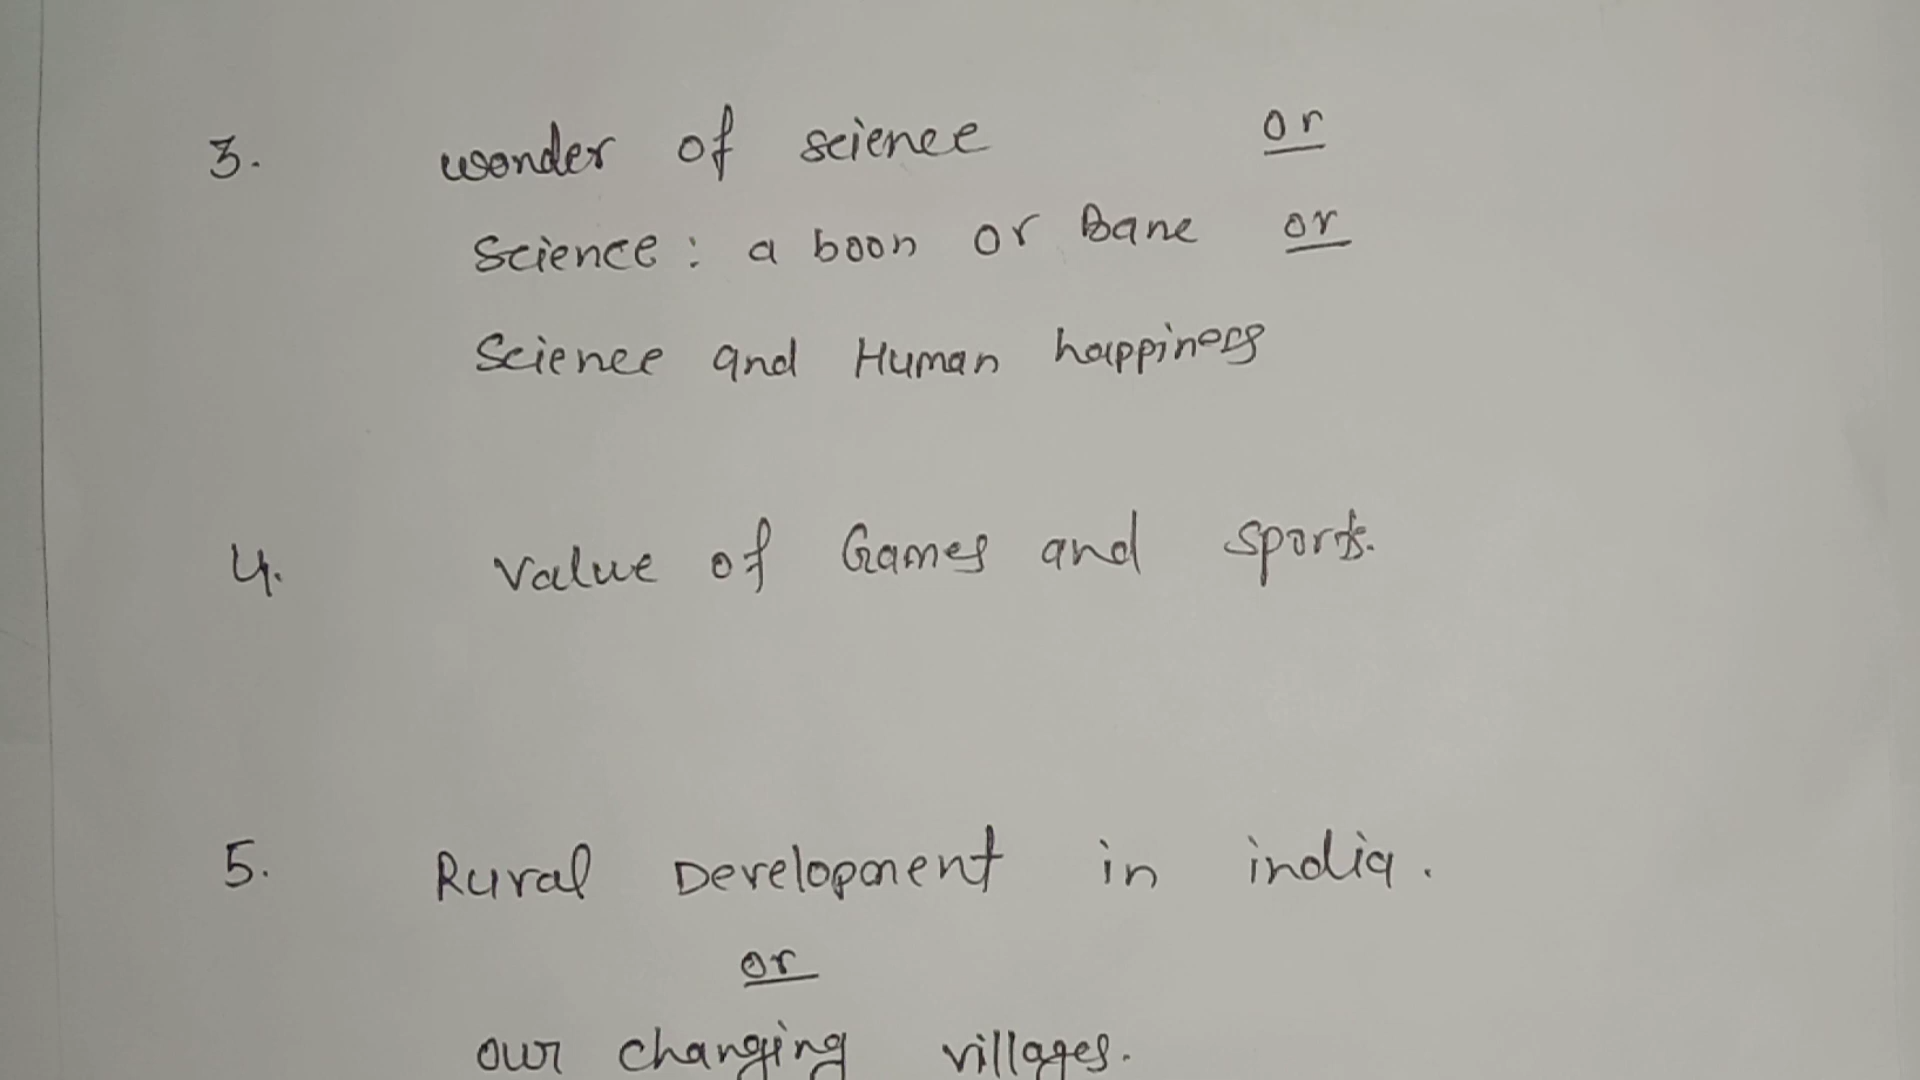 3. wonder of science or
Science : a boon or Bane or
Science and Human happiness
4. Value of Games and sports.
5. Rural Development in india.
or
our changing villages.